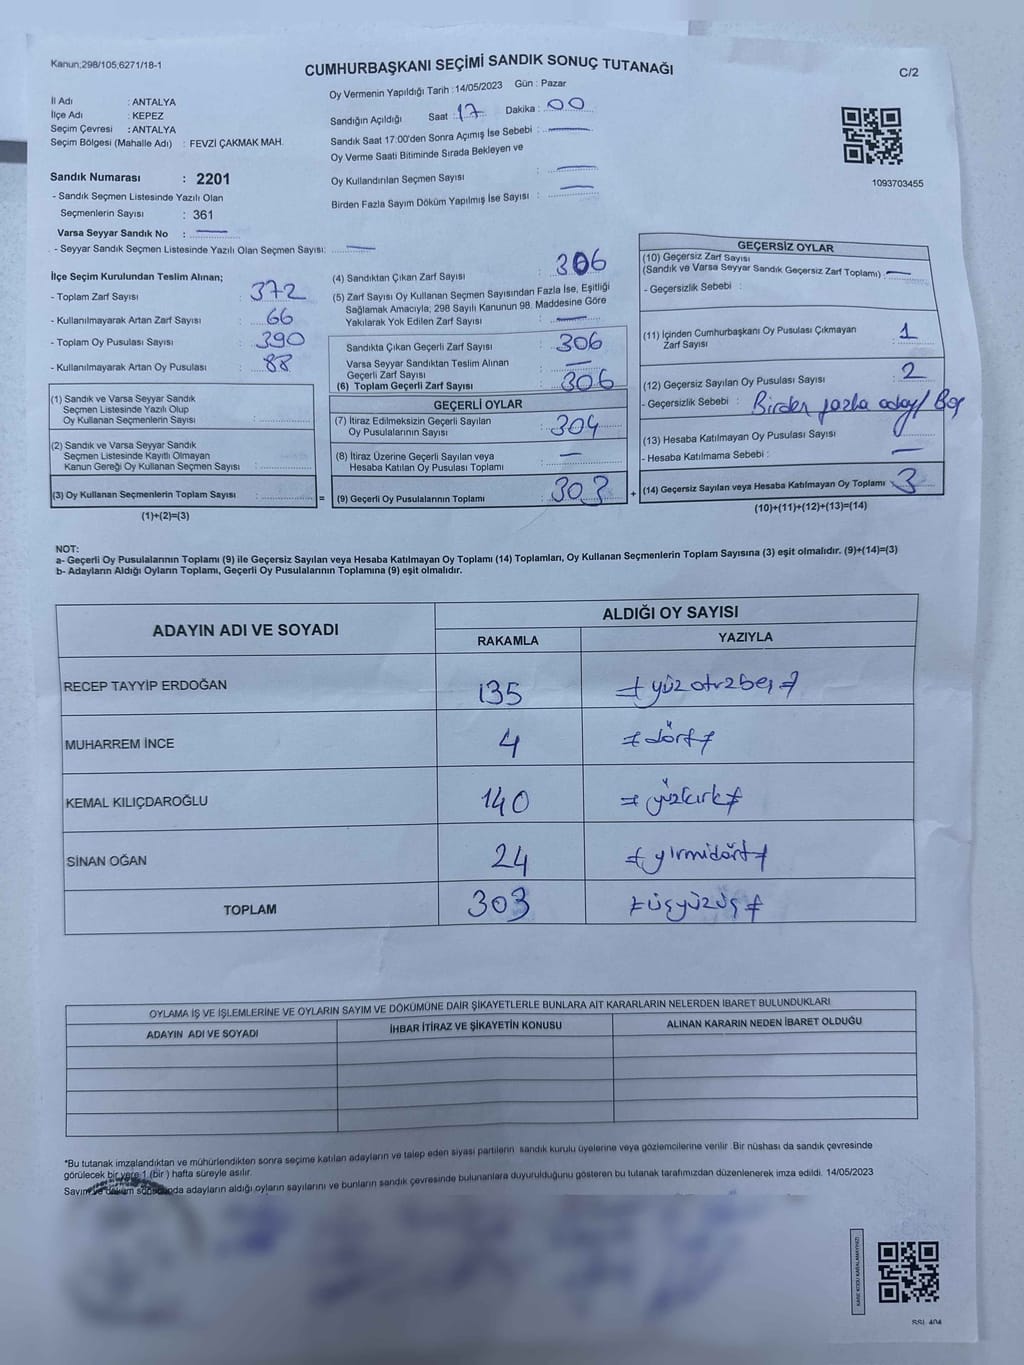 Kanun;298/105,6271/18-1
CUMHURBAŞKANI SEÇİMİ SANDIK SONUÇ TUTANAĞI
C/2
İl Adı : ANTALYA
İlçe Adı : KEPEZ
Seçim Çevresi : ANTALYA
Seçim Bölgesi (Mahalle Adı) : FEVZİ ÇAKMAK MAH.
Oy Vermenin Yapıldığı Tarih : 14/05/2023 Gün : Pazar
Sandığın Açıldığı Saat : 17 Dakika : 00
Sandık Saat 17:00'den Sonra Açımış İse Sebebi : —
Oy Verme Saati Bitiminde Sırada Bekleyen ve
Oy Kullandırılan Seçmen Sayısı : —
Birden Fazla Sayım Döküm Yapılmış İse Sayısı : —
1093703455
Sandık Numarası : 2201
- Sandık Seçmen Listesinde Yazılı Olan
Seçmenlerin Sayısı : 361
Varsa Seyyar Sandık No : —
- Seyyar Sandık Seçmen Listesinde Yazılı Olan Seçmen Sayısı: —
İlçe Seçim Kurulundan Teslim Alınan;
- Toplam Zarf Sayısı : 372
- Kullanılmayarak Artan Zarf Sayısı : 66
- Toplam Oy Pusulası Sayısı : 390
- Kullanılmayarak Artan Oy Pusulası : 88
(1) Sandık ve Varsa Seyyar Sandık
Seçmen Listesinde Yazılı Olup
Oy Kullanan Seçmenlerin Sayısı :
(2) Sandık ve Varsa Seyyar Sandık
Seçmen Listesinde Kayıtlı Olmayan
Kanun Gereği Oy Kullanan Seçmen Sayısı :
(3) Oy Kullanan Seçmenlerin Toplam Sayısı :
(1)+(2)=(3)
(4) Sandıktan Çıkan Zarf Sayısı : 306
(5) Zarf Sayısı Oy Kullanan Seçmen Sayısından Fazla İse, Eşitliği
Sağlamak Amacıyla; 298 Sayılı Kanunun 98. Maddesine Göre
Yakılarak Yok Edilen Zarf Sayısı : —
Sandıkta Çıkan Geçerli Zarf Sayısı : 306
Varsa Seyyar Sandıktan Teslim Alınan
Geçerli Zarf Sayısı : —
(6) Toplam Geçerli Zarf Sayısı : 306
GEÇERLİ OYLAR
(7) İtiraz Edilmeksizin Geçerli Sayılan
Oy Pusulalarının Sayısı : 304
(8) İtiraz Üzerine Geçerli Sayılan veya
Hesaba Katılan Oy Pusulası Toplamı : —
= (9) Geçerli Oy Pusulalarının Toplamı : 303 +
GEÇERSİZ OYLAR
(10) Geçersiz Zarf Sayısı
(Sandık ve Varsa Seyyar Sandık Geçersiz Zarf Toplamı) : —
- Geçersizlik Sebebi :
(11) İçinden Cumhurbaşkanı Oy Pusulası Çıkmayan
Zarf Sayısı 1
(12) Geçersiz Sayılan Oy Pusulası Sayısı : 2
- Geçersizlik Sebebi : Birden fazla aday/ Boş
(13) Hesaba Katılmayan Oy Pusulası Sayısı : —
- Hesaba Katılmama Sebebi :
(14) Geçersiz Sayılan veya Hesaba Katılmayan Oy Toplamı 3
(10)+(11)+(12)+(13)=(14)
NOT:
a- Geçerli Oy Pusulalarının Toplamı (9) ile Geçersiz Sayılan veya Hesaba Katılmayan Oy Toplamı (14) Toplamları, Oy Kullanan Seçmenlerin Toplam Sayısına (3) eşit olmalıdır. (9)+(14)=(3)
b- Adayların Aldığı Oyların Toplamı, Geçerli Oy Pusulalarının Toplamına (9) eşit olmalıdır.
ADAYIN ADI VE SOYADI
ALDIĞI OY SAYISI
RAKAMLA YAZIYLA
RECEP TAYYİP ERDOĞAN 135 yüzotuzbeş
MUHARREM İNCE 4 dört
KEMAL KILIÇDAROĞLU 140 yüzkırk
SİNAN OĞAN 24 yirmidört
TOPLAM 303 üçyüzüç
OYLAMA İŞ VE İŞLEMLERİNE VE OYLARIN SAYIM VE DÖKÜMÜNE DAİR ŞİKAYETLERLE BUNLARA AİT KARARLARIN NELERDEN İBARET BULUNDUKLARI
ADAYIN ADI VE SOYADI İHBAR İTİRAZ VE ŞİKAYETİN KONUSU ALINAN KARARIN NEDEN İBARET OLDUĞU
*Bu tutanak imzalandıktan ve mühürlendikten sonra seçime katılan adayların ve talep eden siyasi partilerin sandık kurulu üyelerine veya gözlemcilerine verilir. Bir nüshası da sandık çevresinde
görülecek bir yere 1 (bir) hafta süreyle asılır.
adayların aldığı oyların sayılarını ve bunların sandık çevresinde bulunanlara duyurulduğunu gösteren bu tutanak tarafımızdan düzenlenerek imza edildi. 14/05/2023